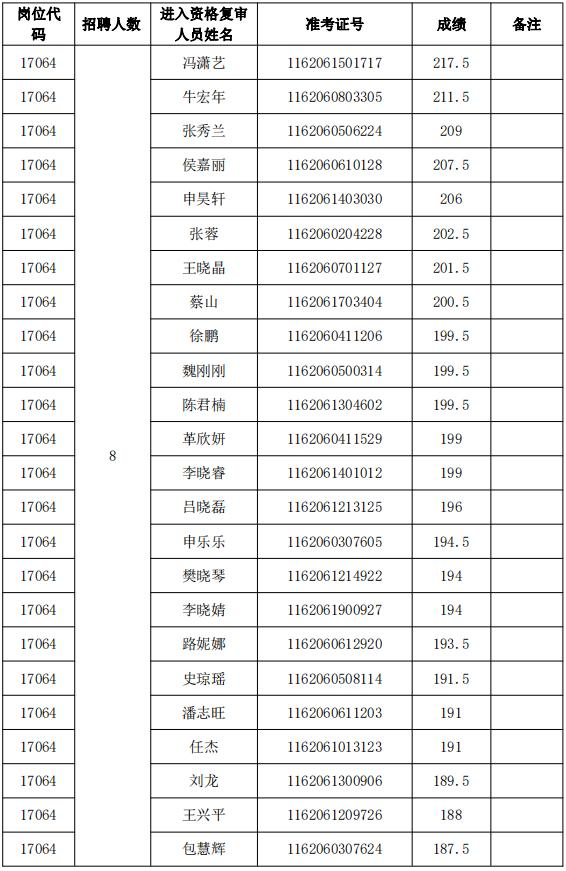 岗位代码 招聘人数 进入资格复审人员姓名 准考证号 成绩 备注
17064 冯潇艺 1162061501717 217.5
17064 牛宏年 1162060803305 211.5
17064 张秀兰 1162060506224 209
17064 侯嘉丽 1162060610128 207.5
17064 申昊轩 1162061403030 206
17064 张蓉 1162060204228 202.5
17064 王晓晶 1162060701127 201.5
17064 蔡山 1162061703404 200.5
17064 徐鹏 1162060411206 199.5
17064 魏刚刚 1162060500314 199.5
17064 陈君楠 1162061304602 199.5
17064 革欣妍 1162060411529 199
8
17064 李晓睿 1162061401012 199
17064 吕晓磊 1162061213125 196
17064 申乐乐 1162060307605 194.5
17064 樊晓琴 1162061214922 194
17064 李晓婧 1162061900927 194
17064 路妮娜 1162060612920 193.5
17064 史琼瑶 1162060508114 191.5
17064 潘志旺 1162060611203 191
17064 任杰 1162061013123 191
17064 刘龙 1162061300906 189.5
17064 王兴平 1162061209726 188
17064 包慧辉 1162060307624 187.5